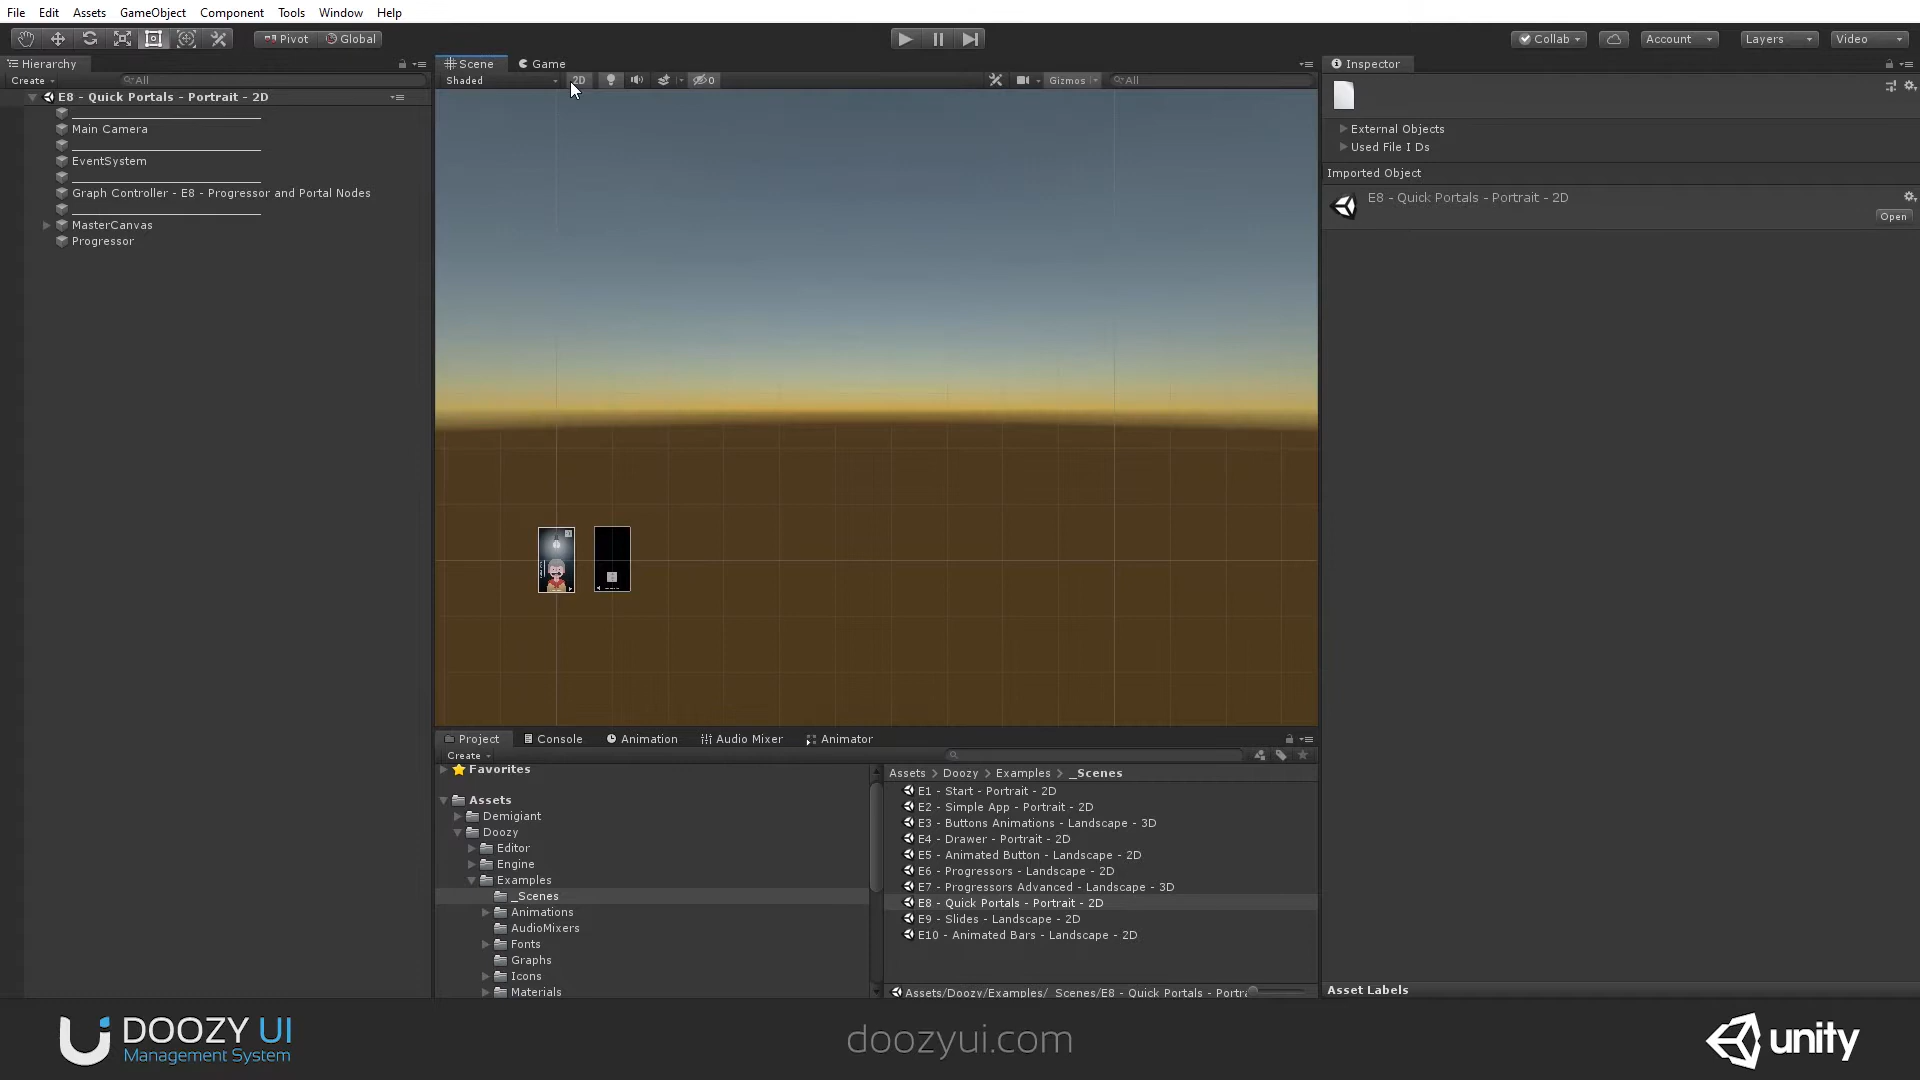 File Edit Assets GameObject Component Tools Window Help
Pivot Global Collab Account Layers Video
Hierarchy
Create All
E8 - Quick Portals - Portrait - 2D
Main Camera
EventSystem
Graph Controller - E8 - Progressor and Portal Nodes
MasterCanvas
Progressor
Scene Game
Shaded 2D 0 Gizmos All
Inspector
External Objects
Used File I Ds
Imported Object
E8 - Quick Portals - Portrait - 2D
Open
Project Console Animation Audio Mixer Animator
Create
Favorites
Assets
Demigiant
Doozy
Editor
Engine
Examples
_Scenes
Animations
AudioMixers
Fonts
Graphs
Icons
Materials
Assets > Doozy > Examples > _Scenes
E1 - Start - Portrait - 2D
E2 - Simple App - Portrait - 2D
E3 - Buttons Animations - Landscape - 3D
E4 - Drawer - Portrait - 2D
E5 - Animated Button - Landscape - 2D
E6 - Progressors - Landscape - 2D
E7 - Progressors Advanced - Landscape - 3D
E8 - Quick Portals - Portrait - 2D
E9 - Slides - Landscape - 2D
E10 - Animated Bars - Landscape - 2D
Assets/Doozy/Examples/_Scenes/E8 - Quick Portals - Portra
Asset Labels
DOOZY UI
Management System
doozyui.com
unity